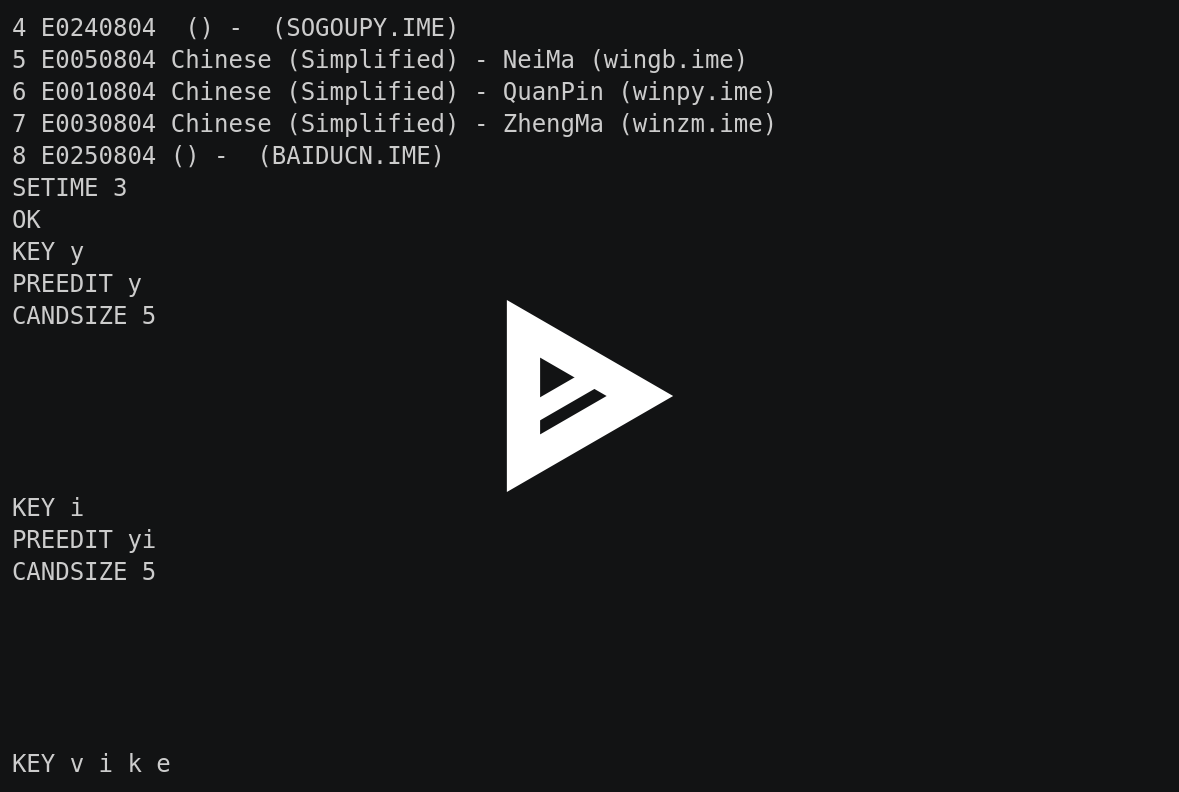 4 E0240804  () -  (SOGOUPY.IME)
5 E0050804 Chinese (Simplified) - NeiMa (wingb.ime)
6 E0010804 Chinese (Simplified) - QuanPin (winpy.ime)
7 E0030804 Chinese (Simplified) - ZhengMa (winzm.ime)
8 E0250804 () -  (BAIDUCN.IME)
SETIME 3
OK
KEY y
PREEDIT y
CANDSIZE 5
KEY i
PREEDIT yi
CANDSIZE 5
KEY v i k e